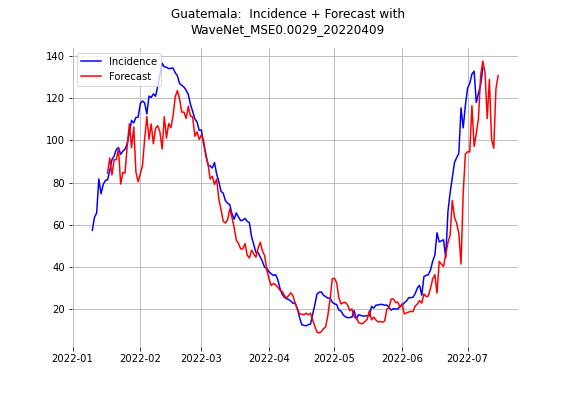 Guatemala:  Incidence + Forecast with
WaveNet_MSE0.0029_20220409
Incidence
Forecast
140
120
100
80
60
40
20
2022-01 2022-02 2022-03 2022-04 2022-05 2022-06 2022-07